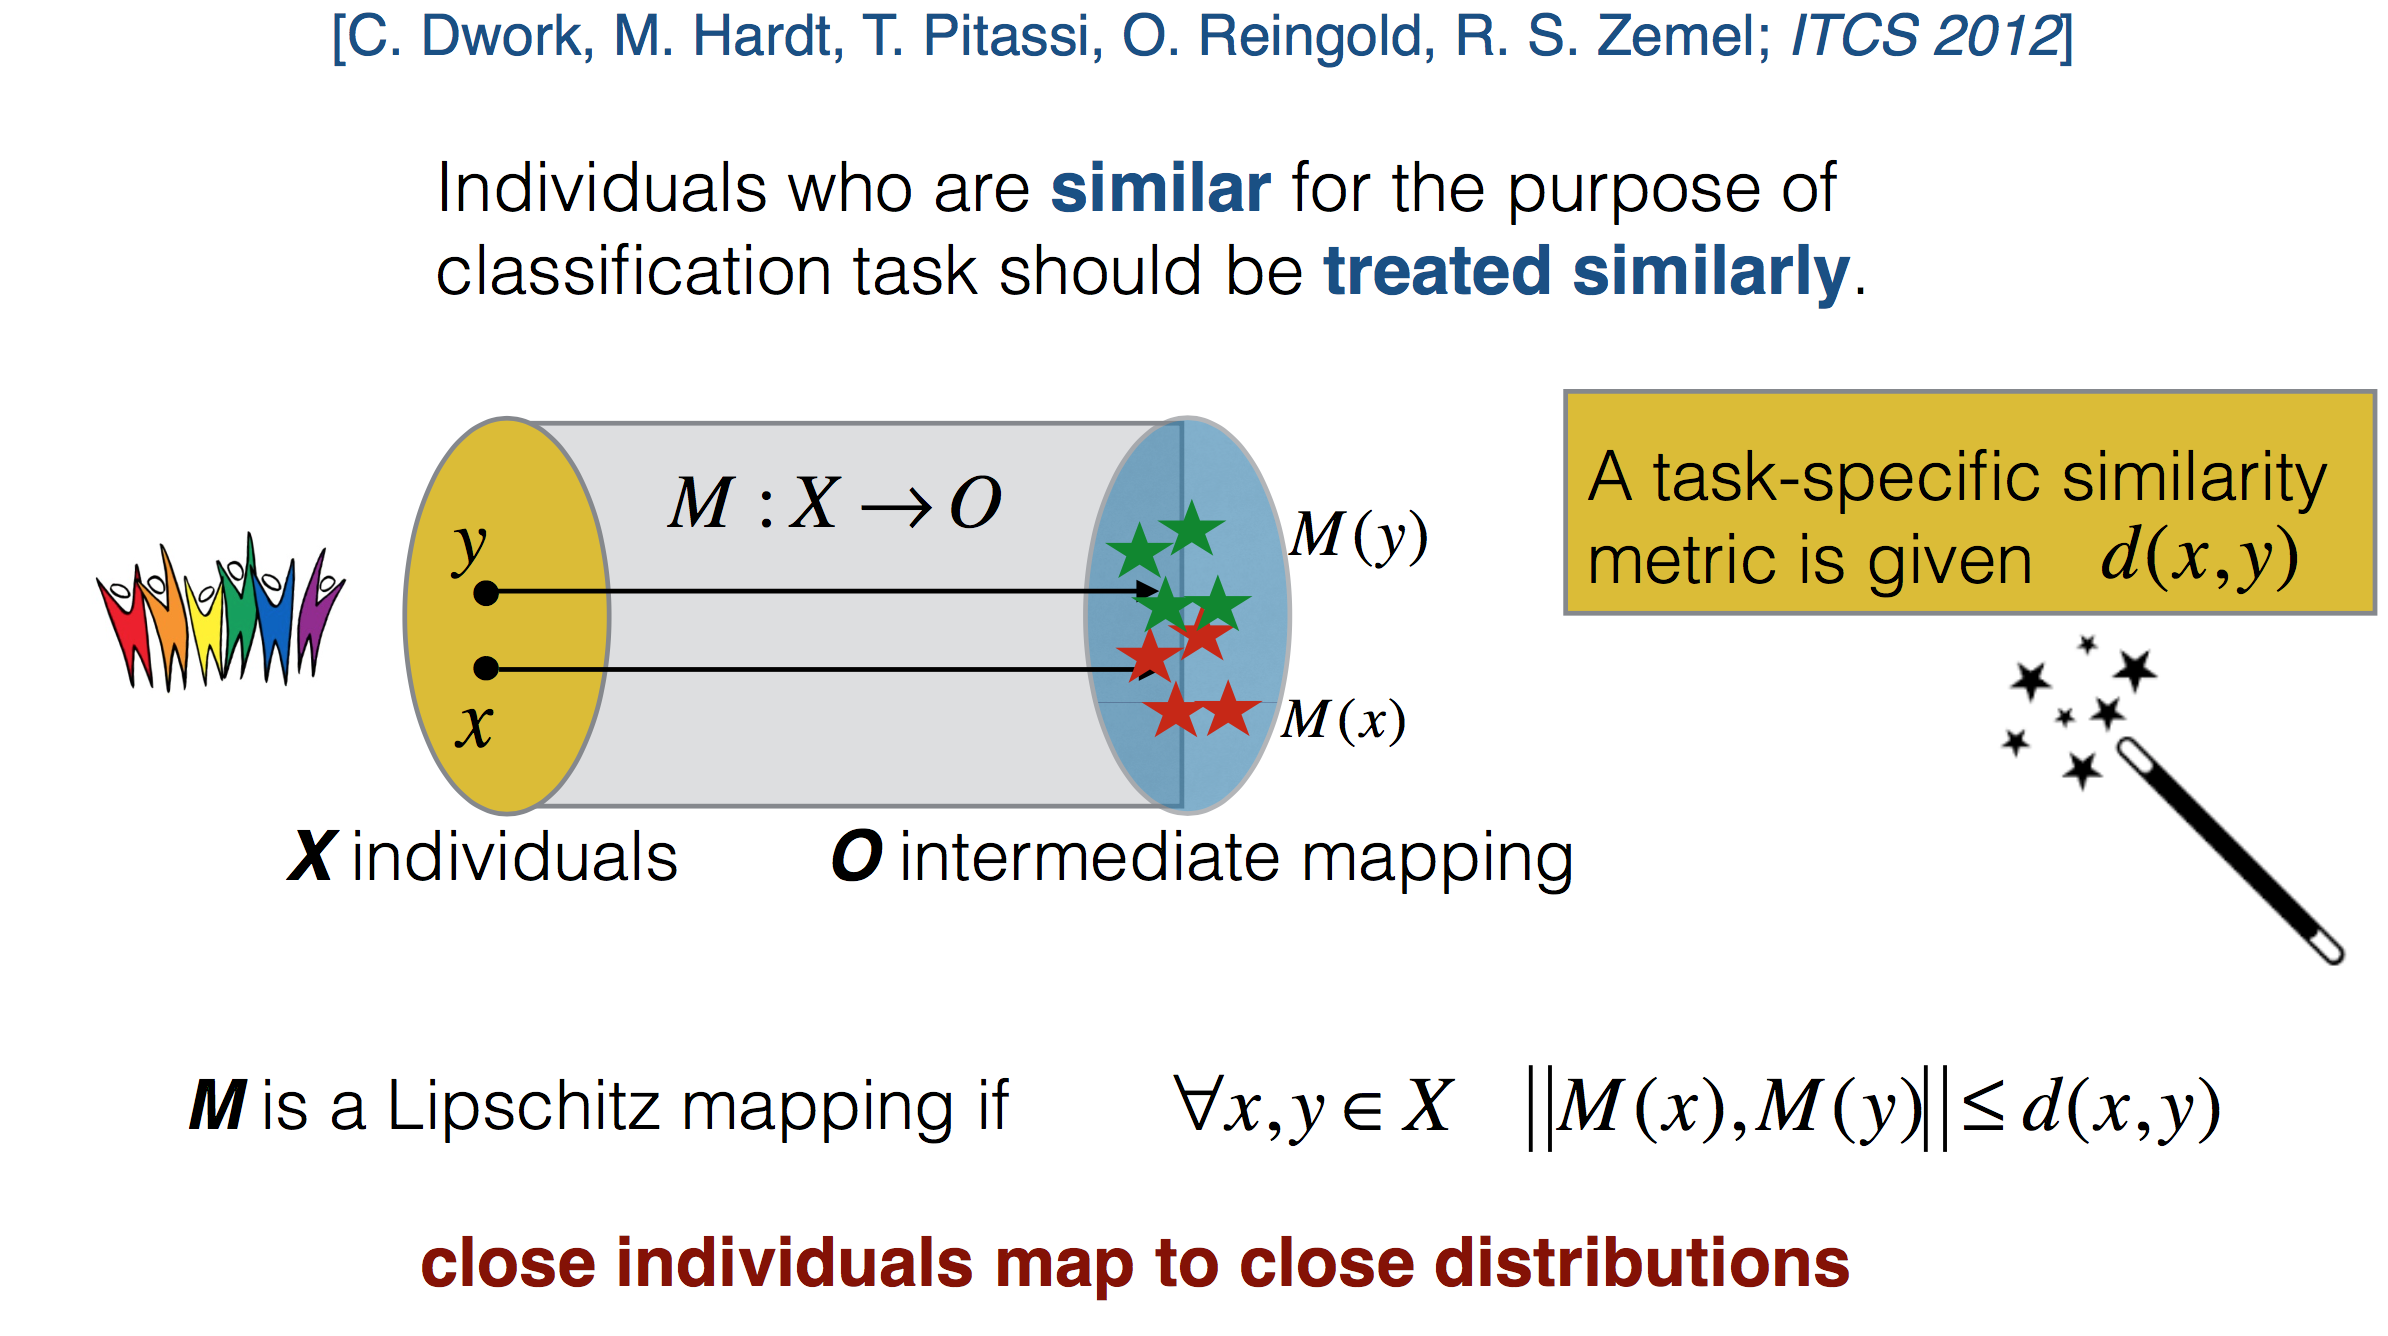 [C. Dwork, M. Hardt, T. Pitassi, O. Reingold, R. S. Zemel; ITCS 2012]
Individuals who are similar for the purpose of
classification task should be treated similarly.
M : X → O
y
x
M(y)
M(x)
A task-specific similarity
metric is given d(x,y)
X individuals
O intermediate mapping
M is a Lipschitz mapping if ∀x,y ∈ X ||M(x),M(y)|| ≤ d(x,y)
close individuals map to close distributions